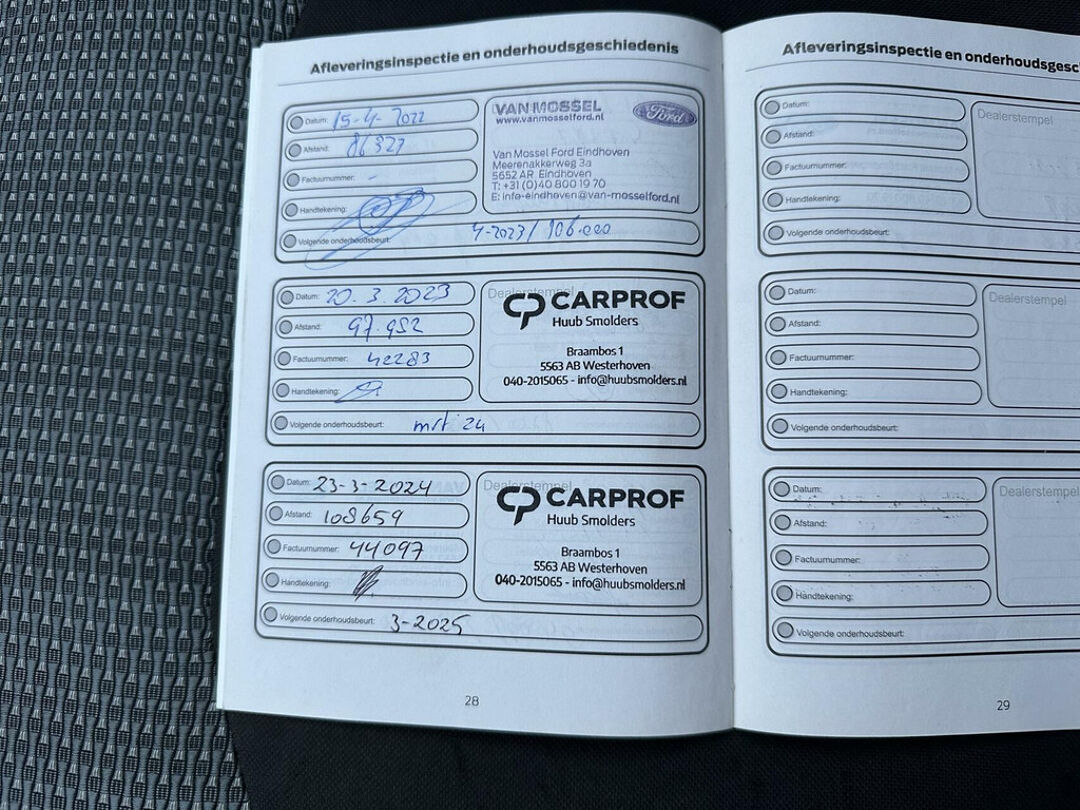 Afleveringsinspectie en onderhoudsgeschiedenis
Datum: 15-4-2022
Afstand: 86327
Factuurnummer: -
Handtekening:
Volgende onderhoudsbeurt: 4-2023/ 106.000
VAN MOSSEL
www.vanmosselford.nl
Ford
Van Mossel Ford Eindhoven
Meerenakkerweg 3a
5652 AR Eindhoven
T: +31 (0)40 800 19 70
E: info-eindhoven@van-mosselford.nl
Datum: 20.3.2023
Afstand: 97.952
Factuurnummer: 42283
Handtekening:
Volgende onderhoudsbeurt: mrt 24
Dealerstempel
CARPROF
Huub Smolders
Braambos 1
5563 AB Westerhoven
040-2015065 - info@huubsmolders.nl
Datum: 23-3-2024
Afstand: 108659
Factuurnummer: 44097
Handtekening:
Volgende onderhoudsbeurt: 3-2025
Dealerstempel
CARPROF
Huub Smolders
Braambos 1
5563 AB Westerhoven
040-2015065 - info@huubsmolders.nl
28
Afleveringsinspectie en onderhoudsgesc
Datum:
Afstand:
Factuurnummer:
Handtekening:
Volgende onderhoudsbeurt:
Dealerstempel
Datum:
Afstand:
Factuurnummer:
Handtekening:
Volgende onderhoudsbeurt:
Dealerstempel
Datum:
Afstand:
Factuurnummer:
Handtekening:
Volgende onderhoudsbeurt:
Dealerstempel
29